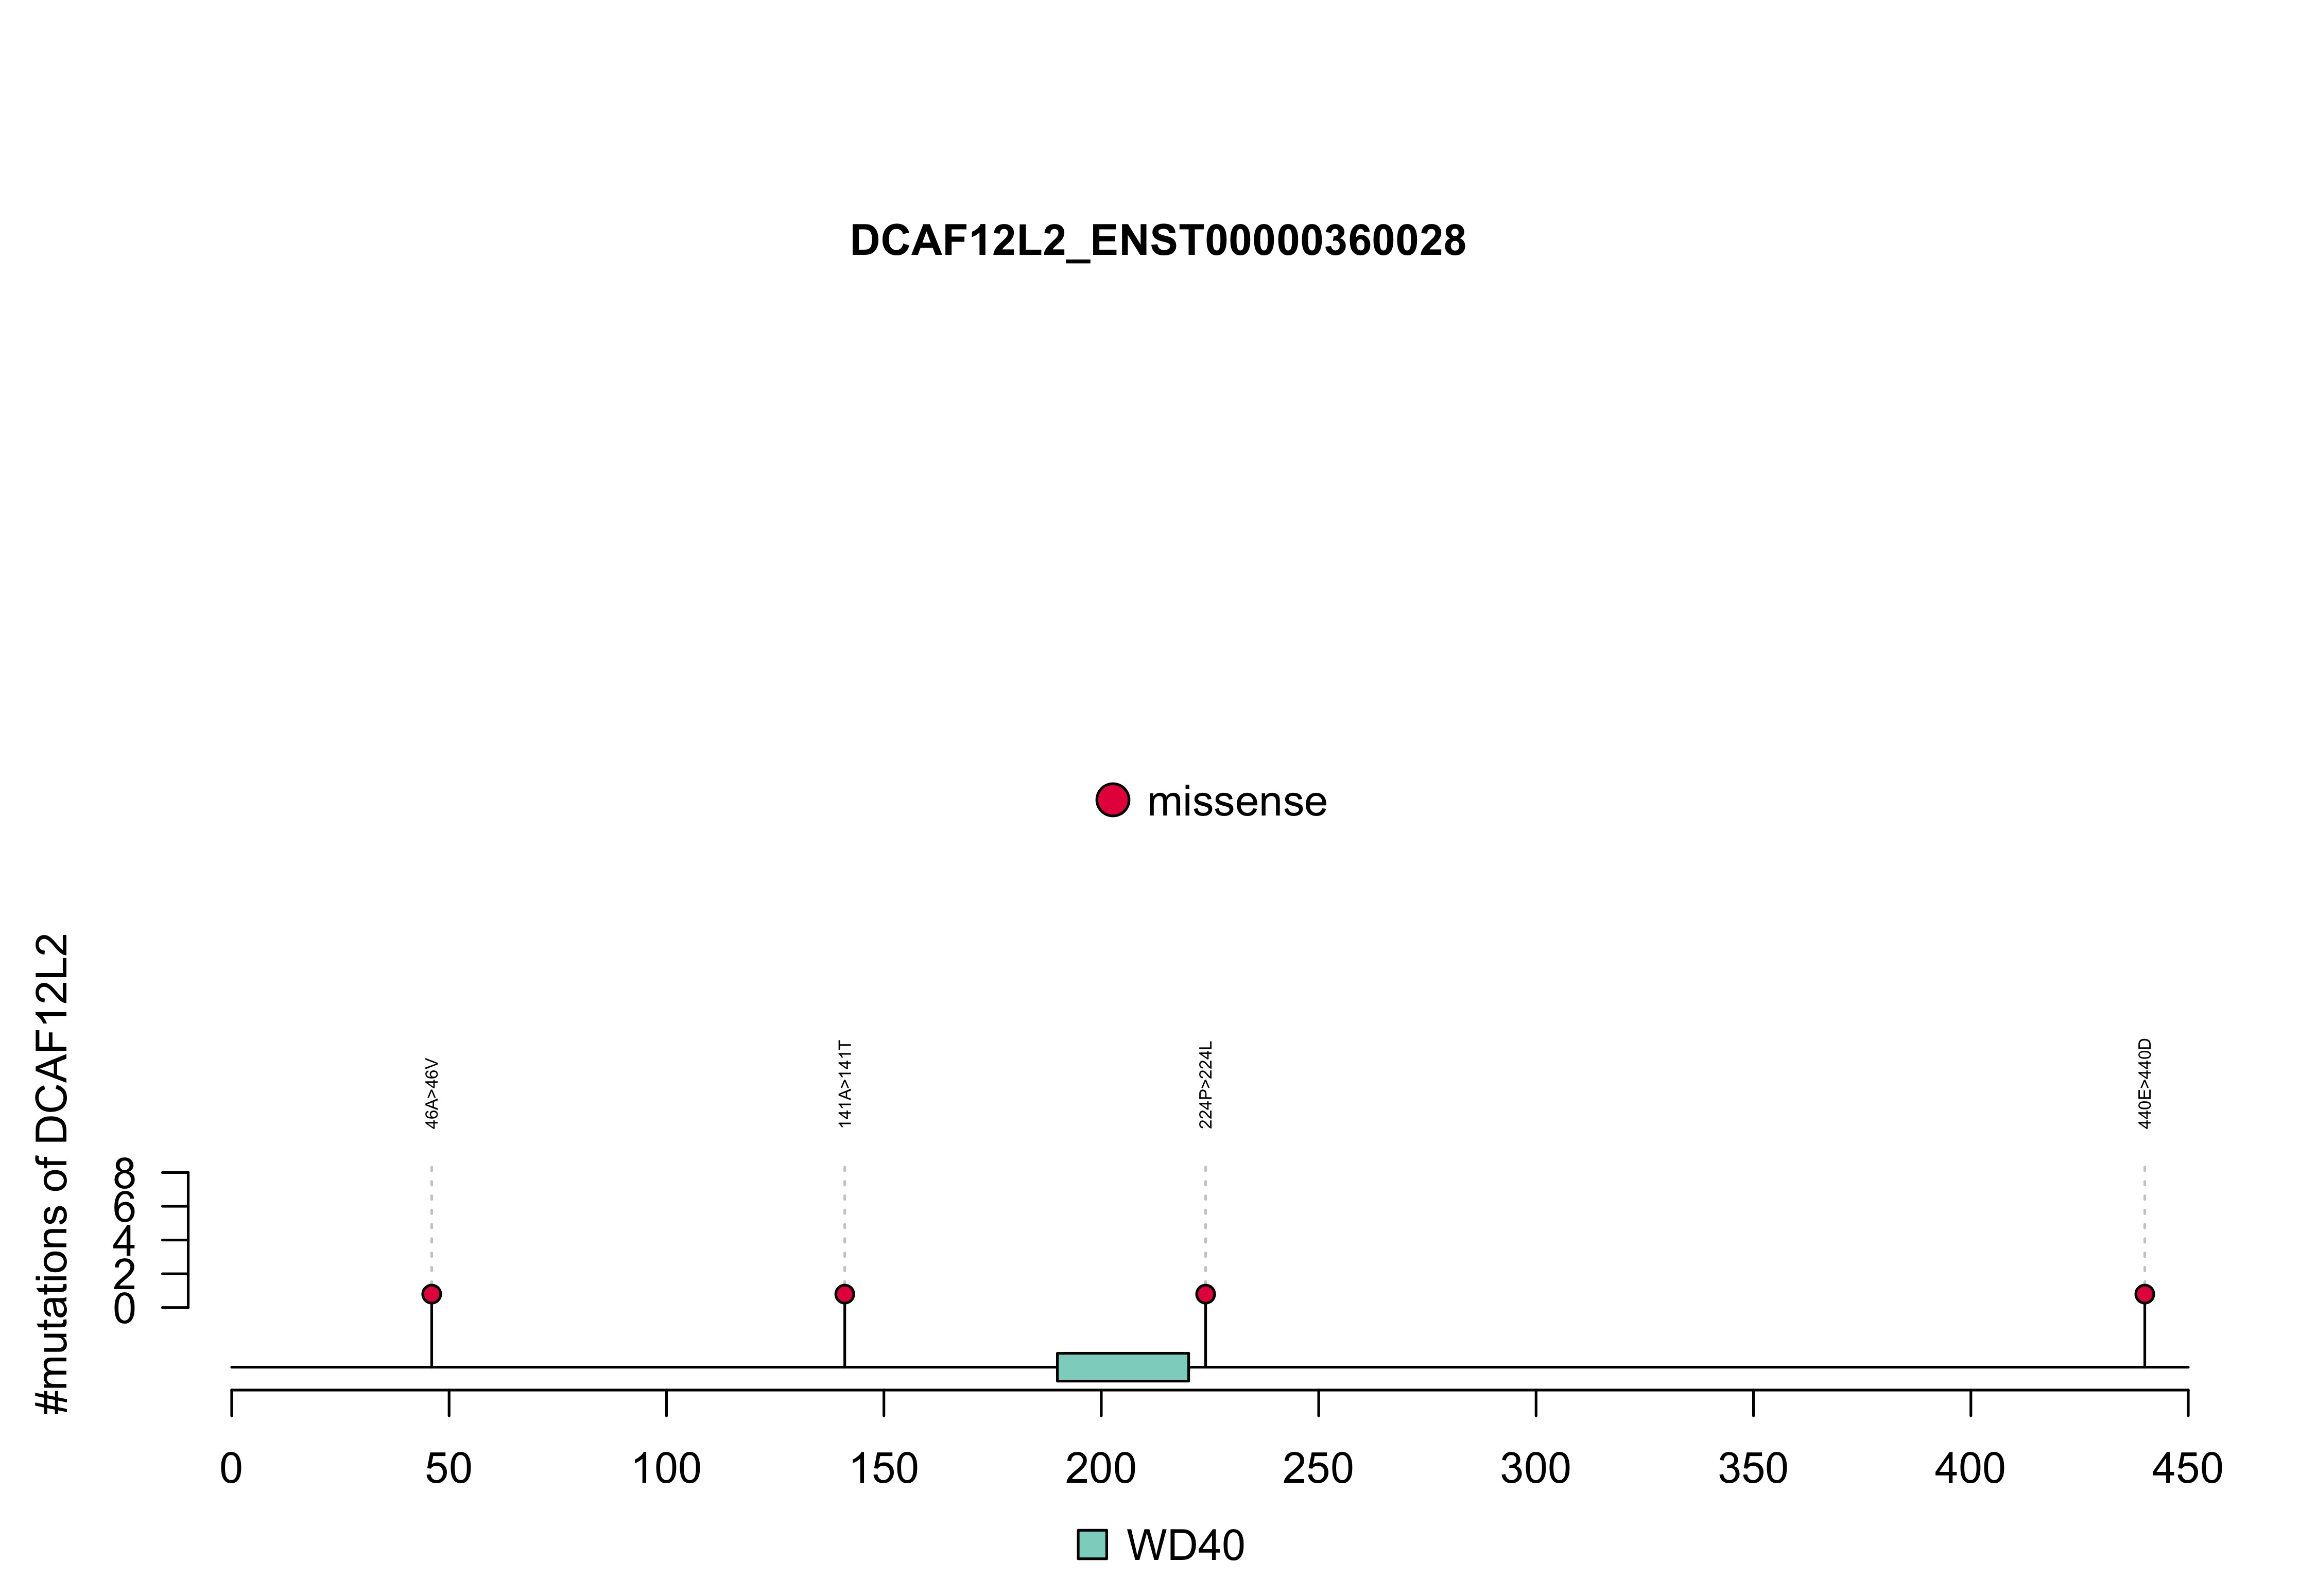 DCAF12L2_ENST00000360028
missense
#mutations of DCAF12L2
46A>46V
141A>141T
224P>224L
440E>440D
8
6
4
2
0
0 50 100 150 200 250 300 350 400 450
WD40